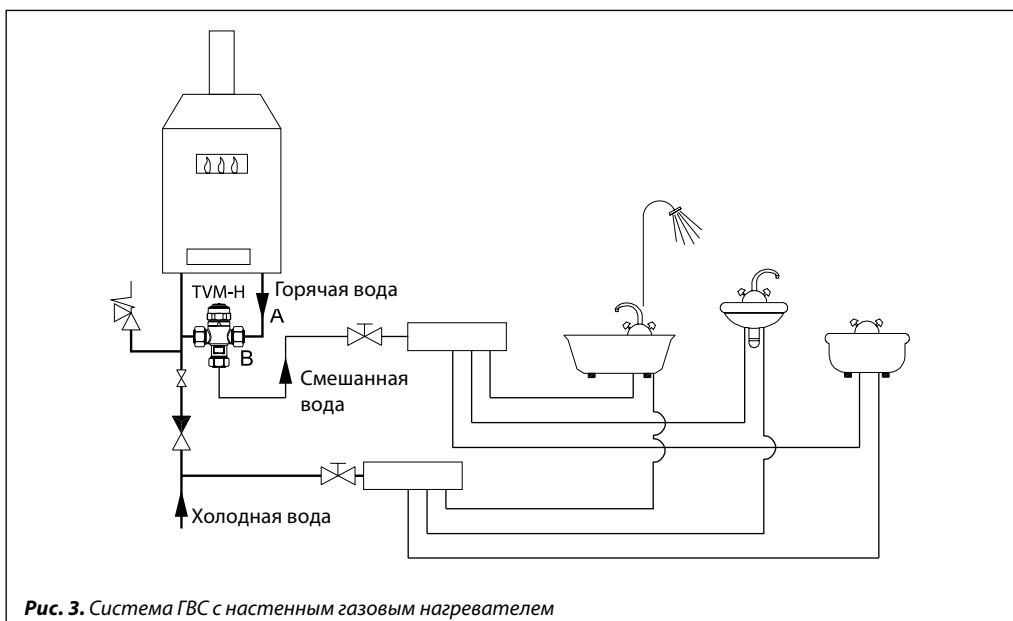 TVM-H
Горячая вода
A
B
Смешанная
вода
Холодная вода
Рис. 3. Система ГВС с настенным газовым нагревателем